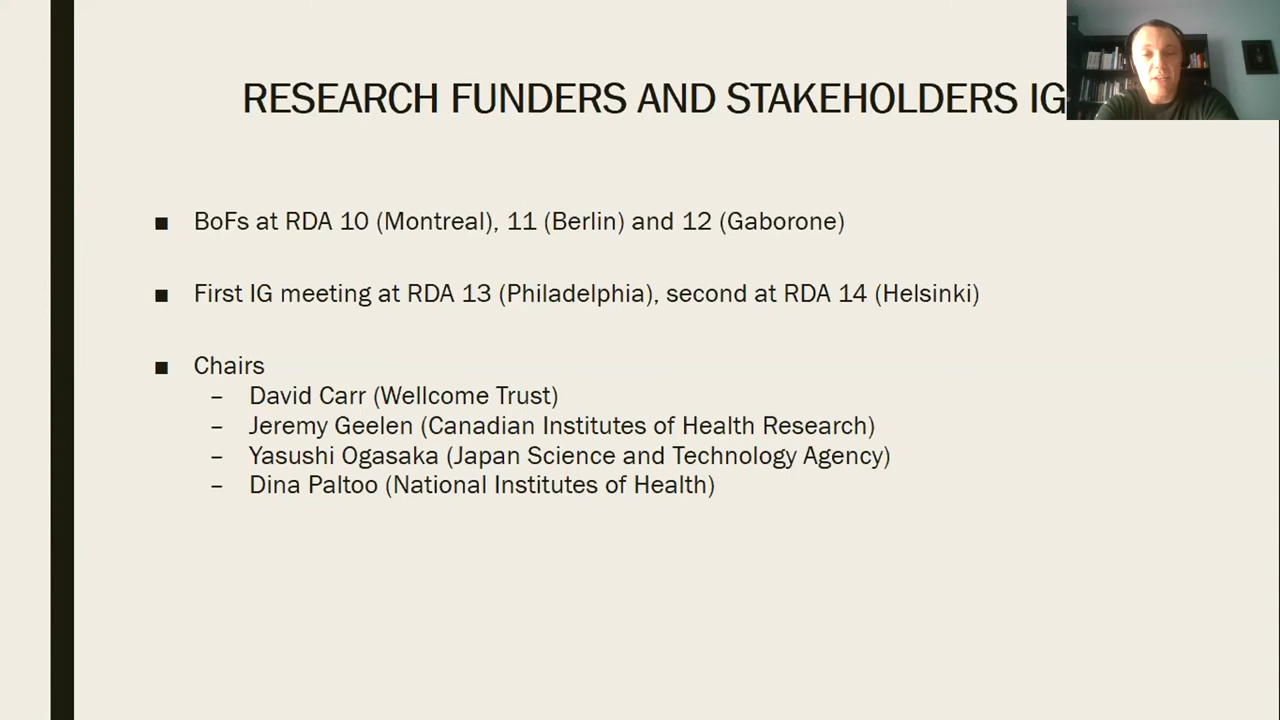 RESEARCH FUNDERS AND STAKEHOLDERS IG
■ BoFs at RDA 10 (Montreal), 11 (Berlin) and 12 (Gaborone)
■ First IG meeting at RDA 13 (Philadelphia), second at RDA 14 (Helsinki)
■ Chairs
– David Carr (Wellcome Trust)
– Jeremy Geelen (Canadian Institutes of Health Research)
– Yasushi Ogasaka (Japan Science and Technology Agency)
– Dina Paltoo (National Institutes of Health)